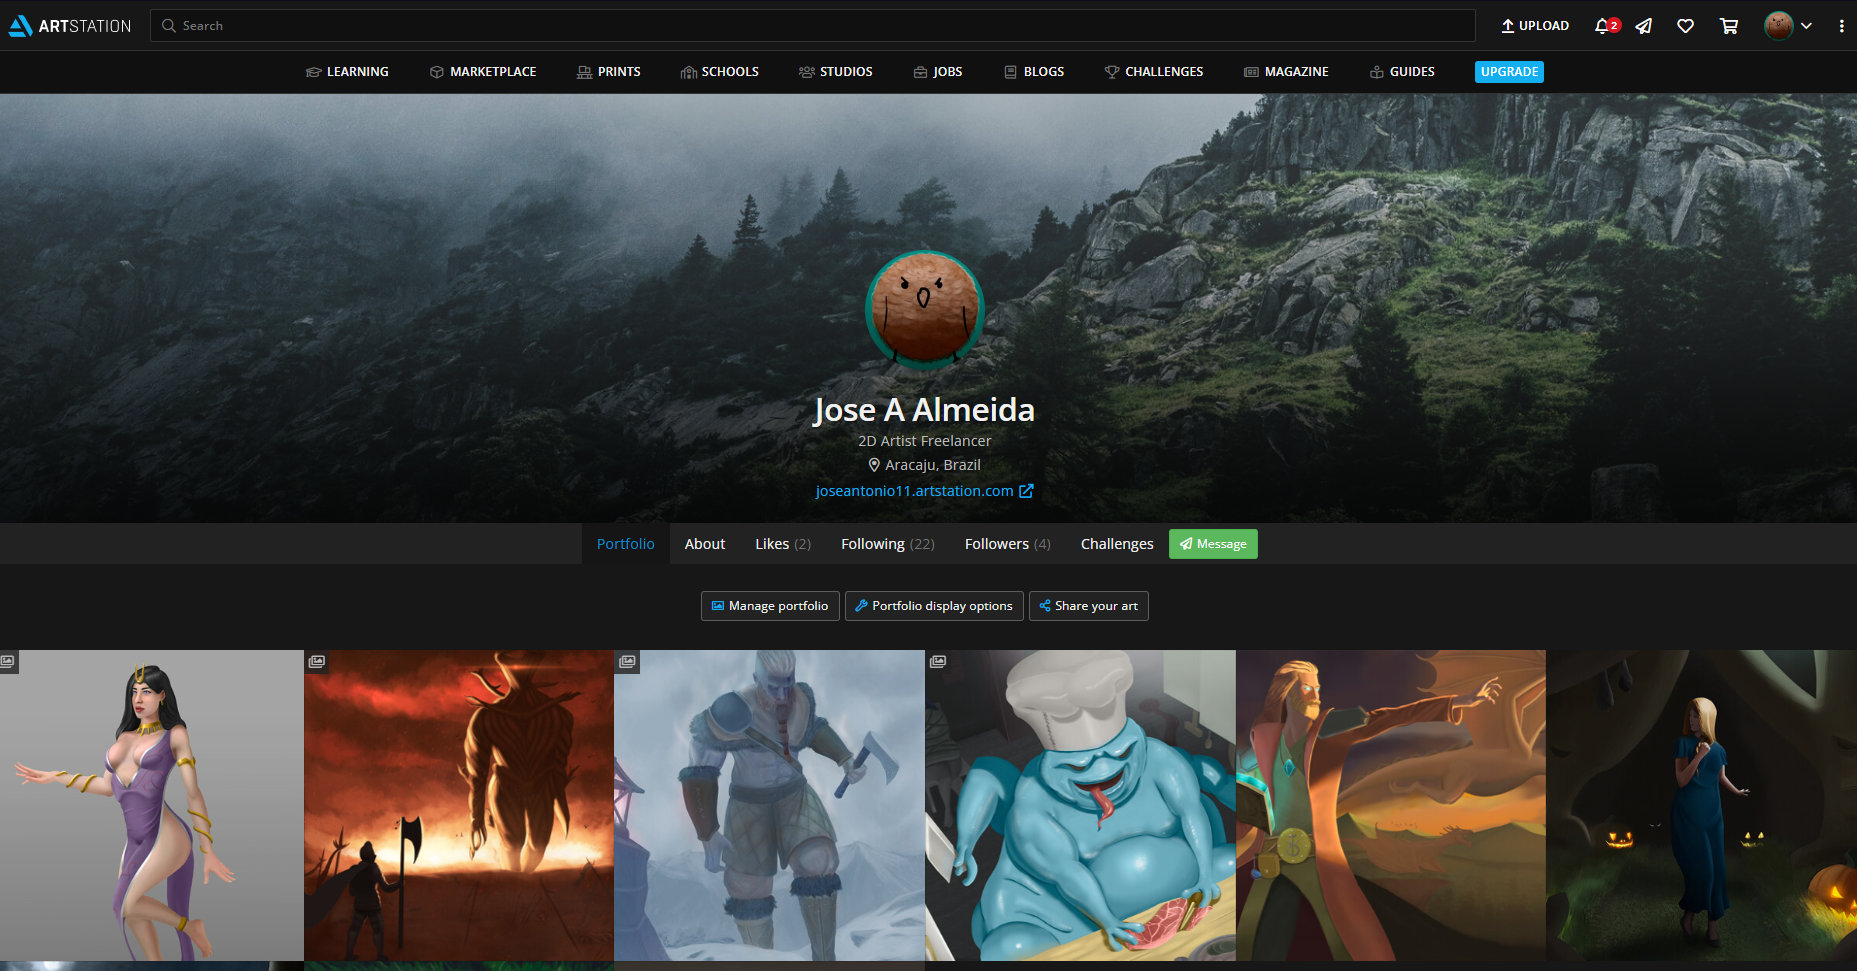 ARTSTATION
Search
UPLOAD
2
LEARNING
MARKETPLACE
PRINTS
SCHOOLS
STUDIOS
JOBS
BLOGS
CHALLENGES
MAGAZINE
GUIDES
UPGRADE
Jose A Almeida
2D Artist Freelancer
Aracaju, Brazil
joseantonio11.artstation.com
Portfolio
About
Likes (2)
Following (22)
Followers (4)
Challenges
Message
Manage portfolio
Portfolio display options
Share your art